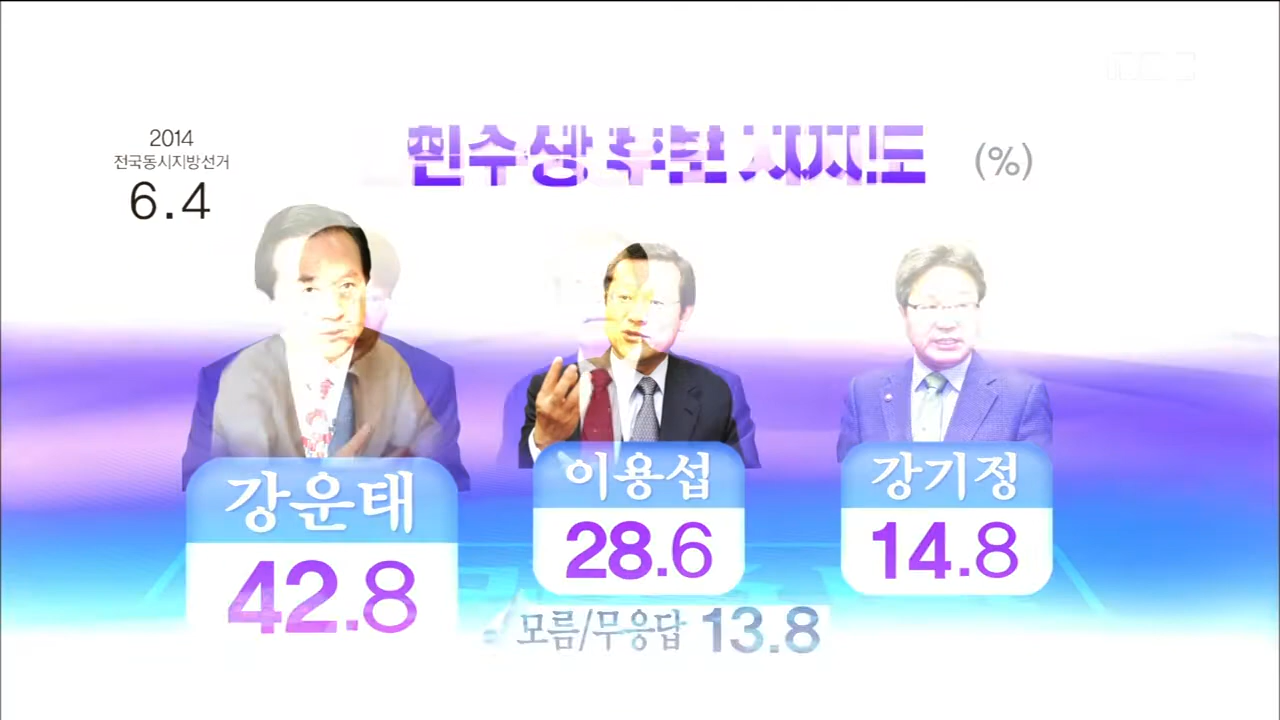 2014
전국동시지방선거
6.4
(%)
강운태
42.8
이용섭
28.6
강기정
14.8
모름/무응답 13.8